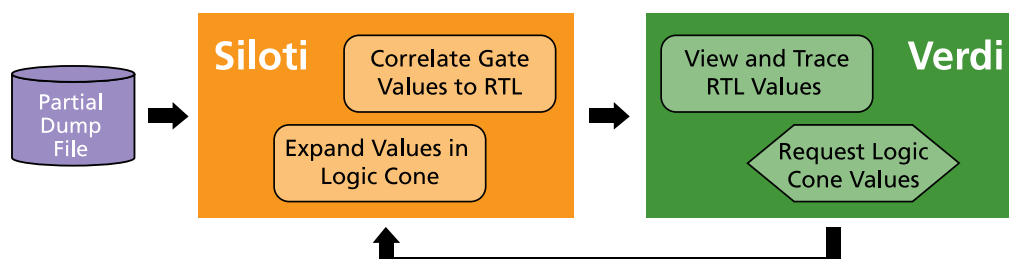 Partial
Dump
File
Siloti
Correlate Gate
Values to RTL
Expand Values in
Logic Cone
View and Trace
RTL Values
Verdi
Request Logic
Cone Values